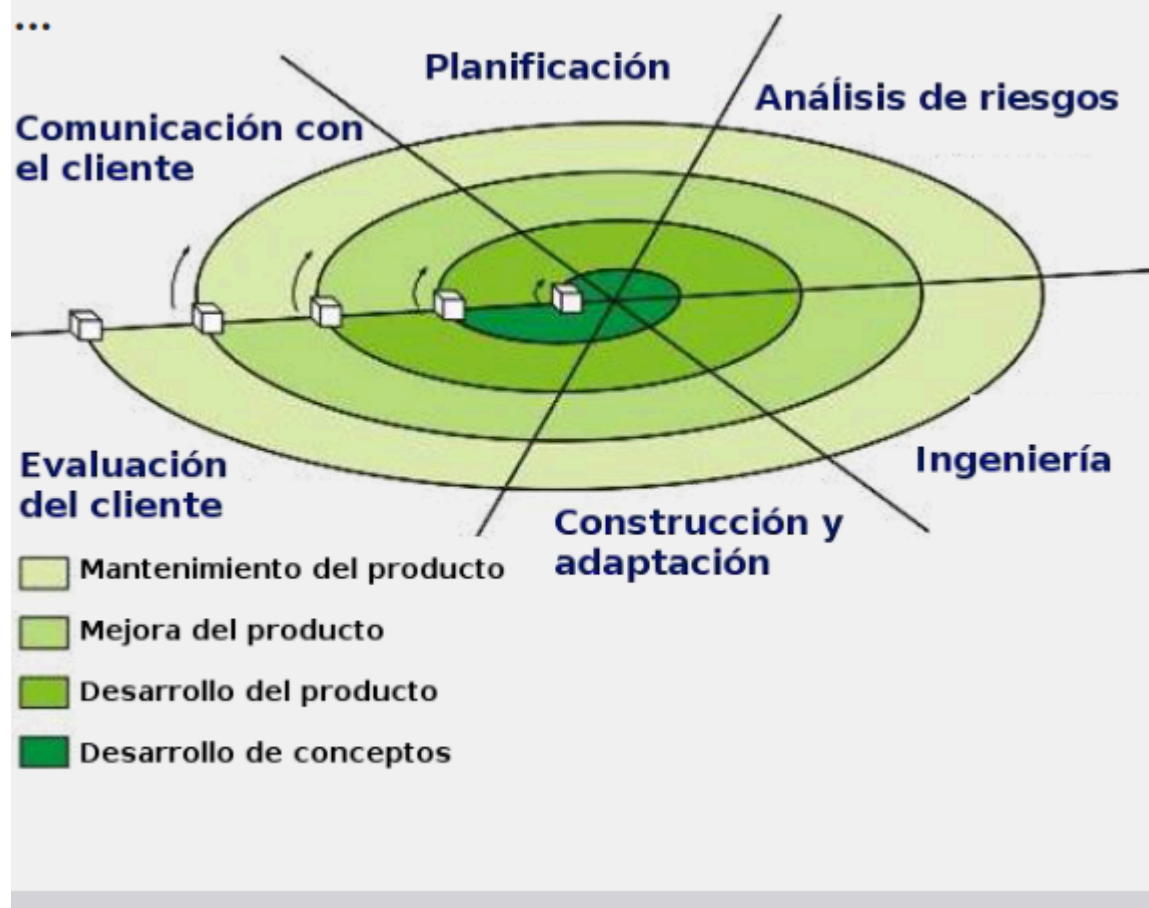 ...
Planificación
Análisis de riesgos
Comunicación con
el cliente
Evaluación
del cliente
Ingeniería
Construcción y
adaptación
Mantenimiento del producto
Mejora del producto
Desarrollo del producto
Desarrollo de conceptos